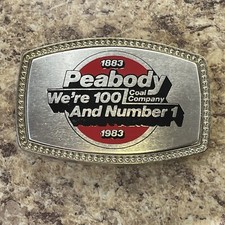 1883
Peabody
Coal
Company
We're 100
And Number 1
1983